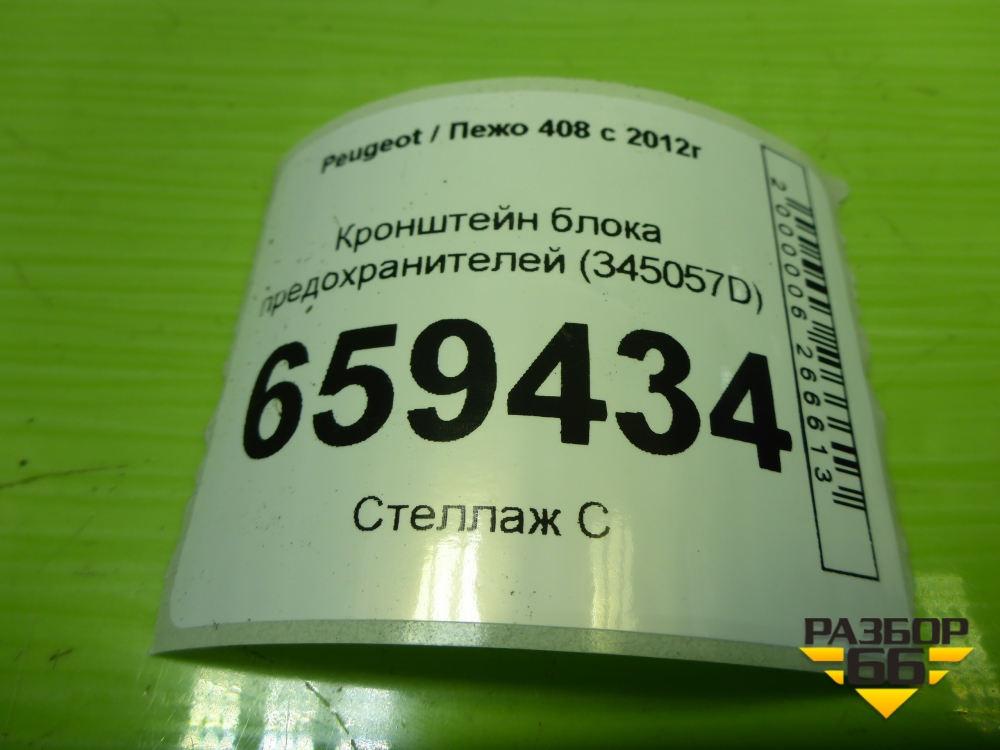 Peugeot / Пежо 408 с 2012г
Кронштейн блока
предохранителей (345057D)
659434
Стеллаж С
2000006266613
РАЗБОР
66